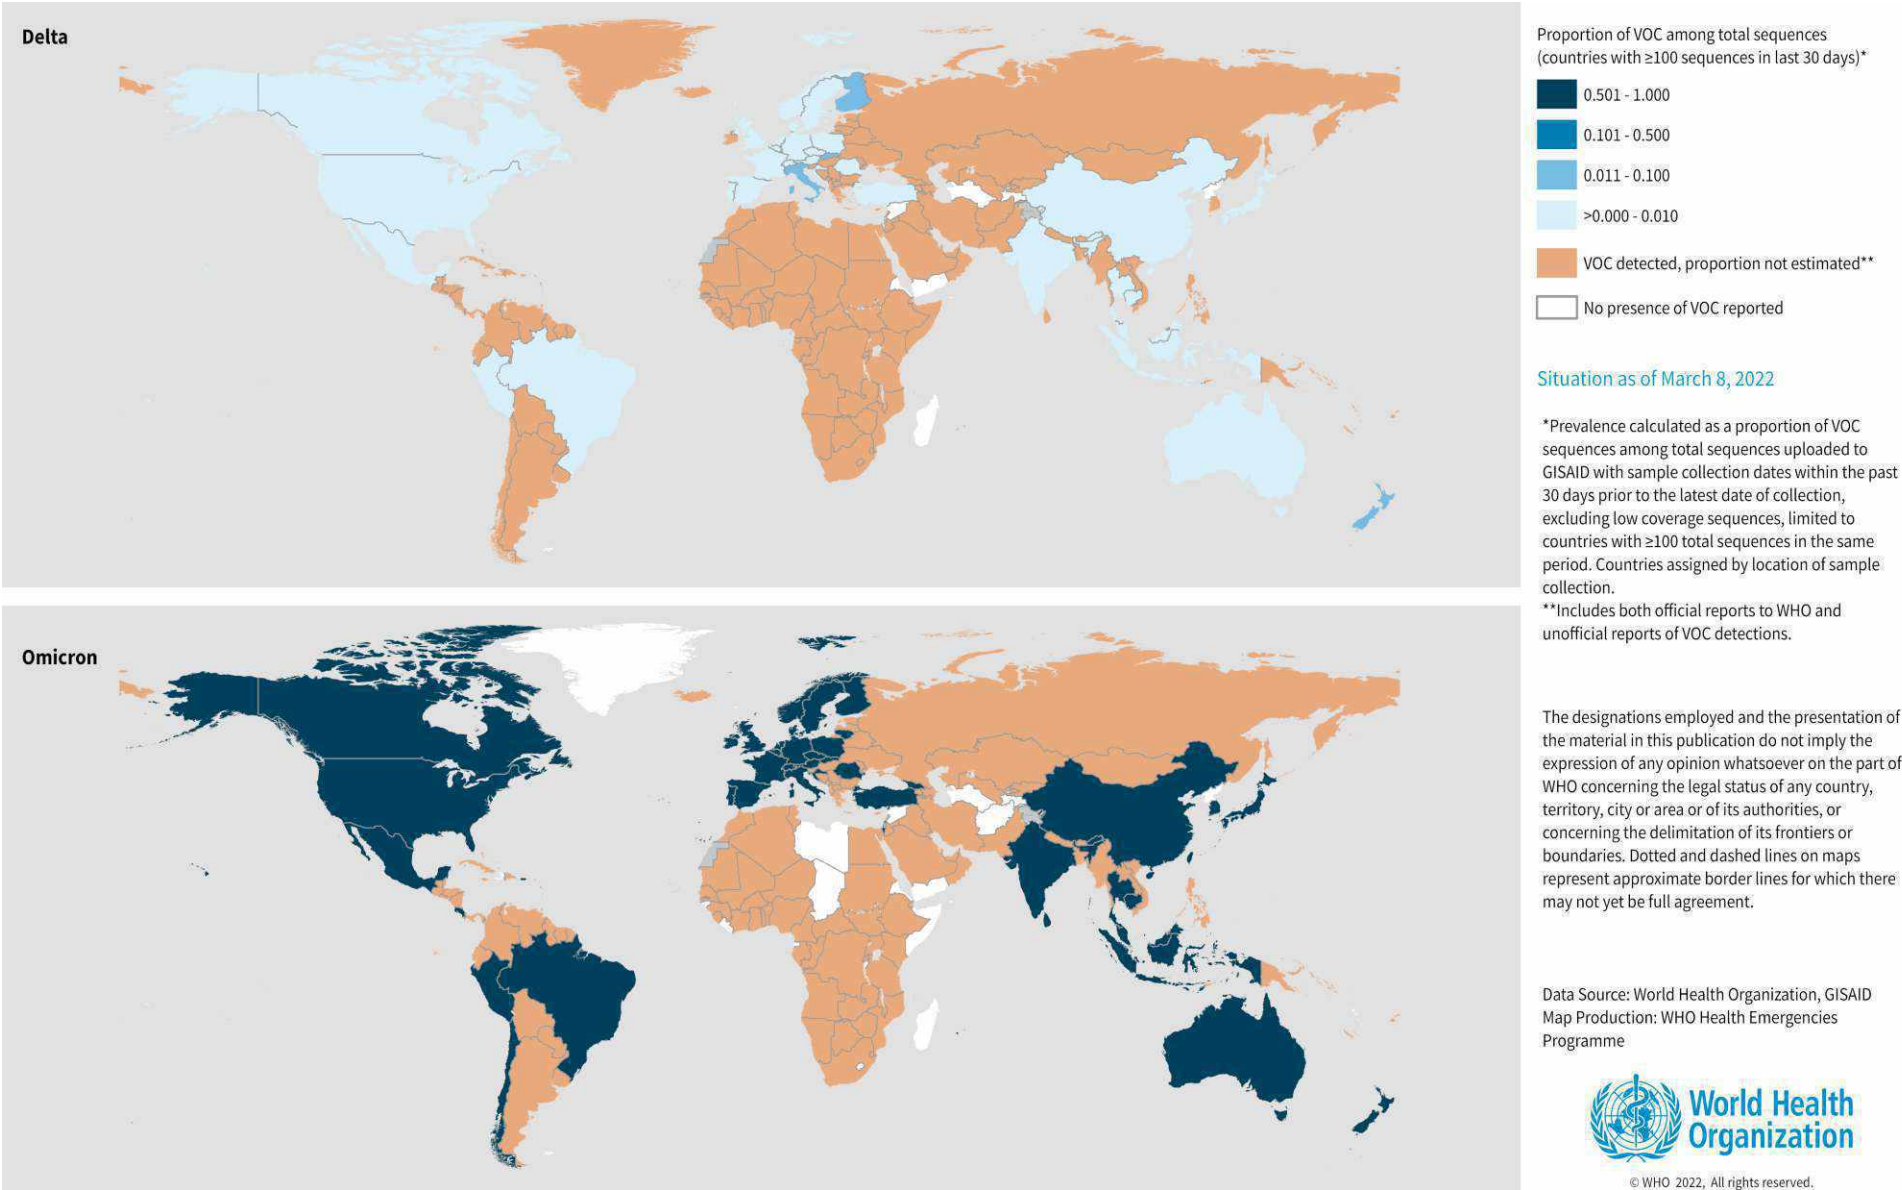 Delta
Proportion of VOC among total sequences
(countries with ≥100 sequences in last 30 days)*
0.501 - 1.000
0.101 - 0.500
0.011 - 0.100
>0.000 - 0.010
VOC detected, proportion not estimated**
No presence of VOC reported
Situation as of March 8, 2022
*Prevalence calculated as a proportion of VOC
sequences among total sequences uploaded to
GISAID with sample collection dates within the past
30 days prior to the latest date of collection,
excluding low coverage sequences, limited to
countries with ≥100 total sequences in the same
period. Countries assigned by location of sample
collection.
**Includes both official reports to WHO and
unofficial reports of VOC detections.
Omicron
The designations employed and the presentation of
the material in this publication do not imply the
expression of any opinion whatsoever on the part of
WHO concerning the legal status of any country,
territory, city or area or of its authorities, or
concerning the delimitation of its frontiers or
boundaries. Dotted and dashed lines on maps
represent approximate border lines for which there
may not yet be full agreement.
Data Source: World Health Organization, GISAID
Map Production: WHO Health Emergencies
Programme
World Health
Organization
© WHO 2022, All rights reserved.